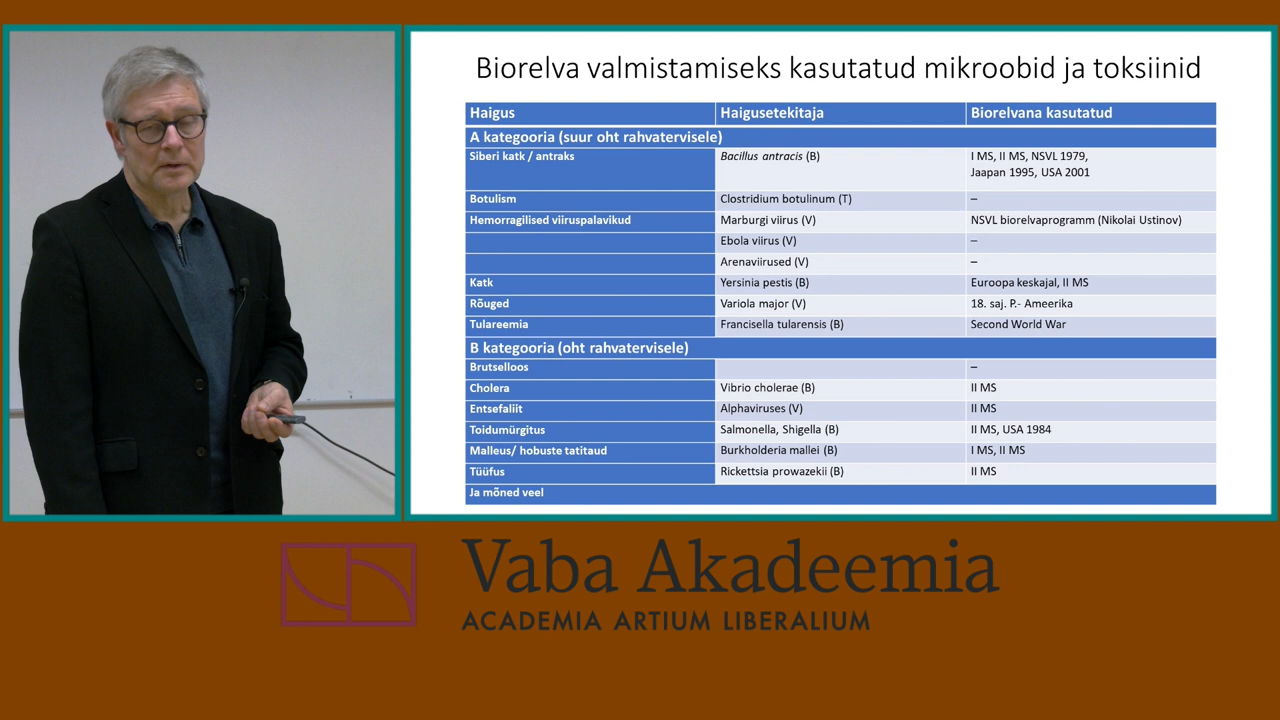 Biorelva valmistamiseks kasutatud mikroobid ja toksiinid
Haigus Haigusetekitaja Biorelvana kasutatud
A kategooria (suur oht rahvatervisele)
Siberi katk / antraks Bacillus antracis (B) I MS, II MS, NSVL 1979,
Jaapan 1995, USA 2001
Botulism Clostridium botulinum (T) –
Hemorragilised viiruspalavikud Marburgi viirus (V) NSVL biorelvaprogramm (Nikolai Ustinov)
Ebola viirus (V) –
Arenaviirused (V) –
Katk Yersinia pestis (B) Euroopa keskajal, II MS
Rõuged Variola major (V) 18. saj. P.- Ameerika
Tulareemia Francisella tularensis (B) Second World War
B kategooria (oht rahvatervisele)
Brutselloos –
Cholera Vibrio cholerae (B) II MS
Entsefaliit Alphaviruses (V) II MS
Toidumürgitus Salmonella, Shigella (B) II MS, USA 1984
Malleus/ hobuste tatitaud Burkholderia mallei (B) I MS, II MS
Tüüfus Rickettsia prowazekii (B) II MS
Ja mõned veel
Vaba Akadeemia
ACADEMIA ARTIUM LIBERALIUM